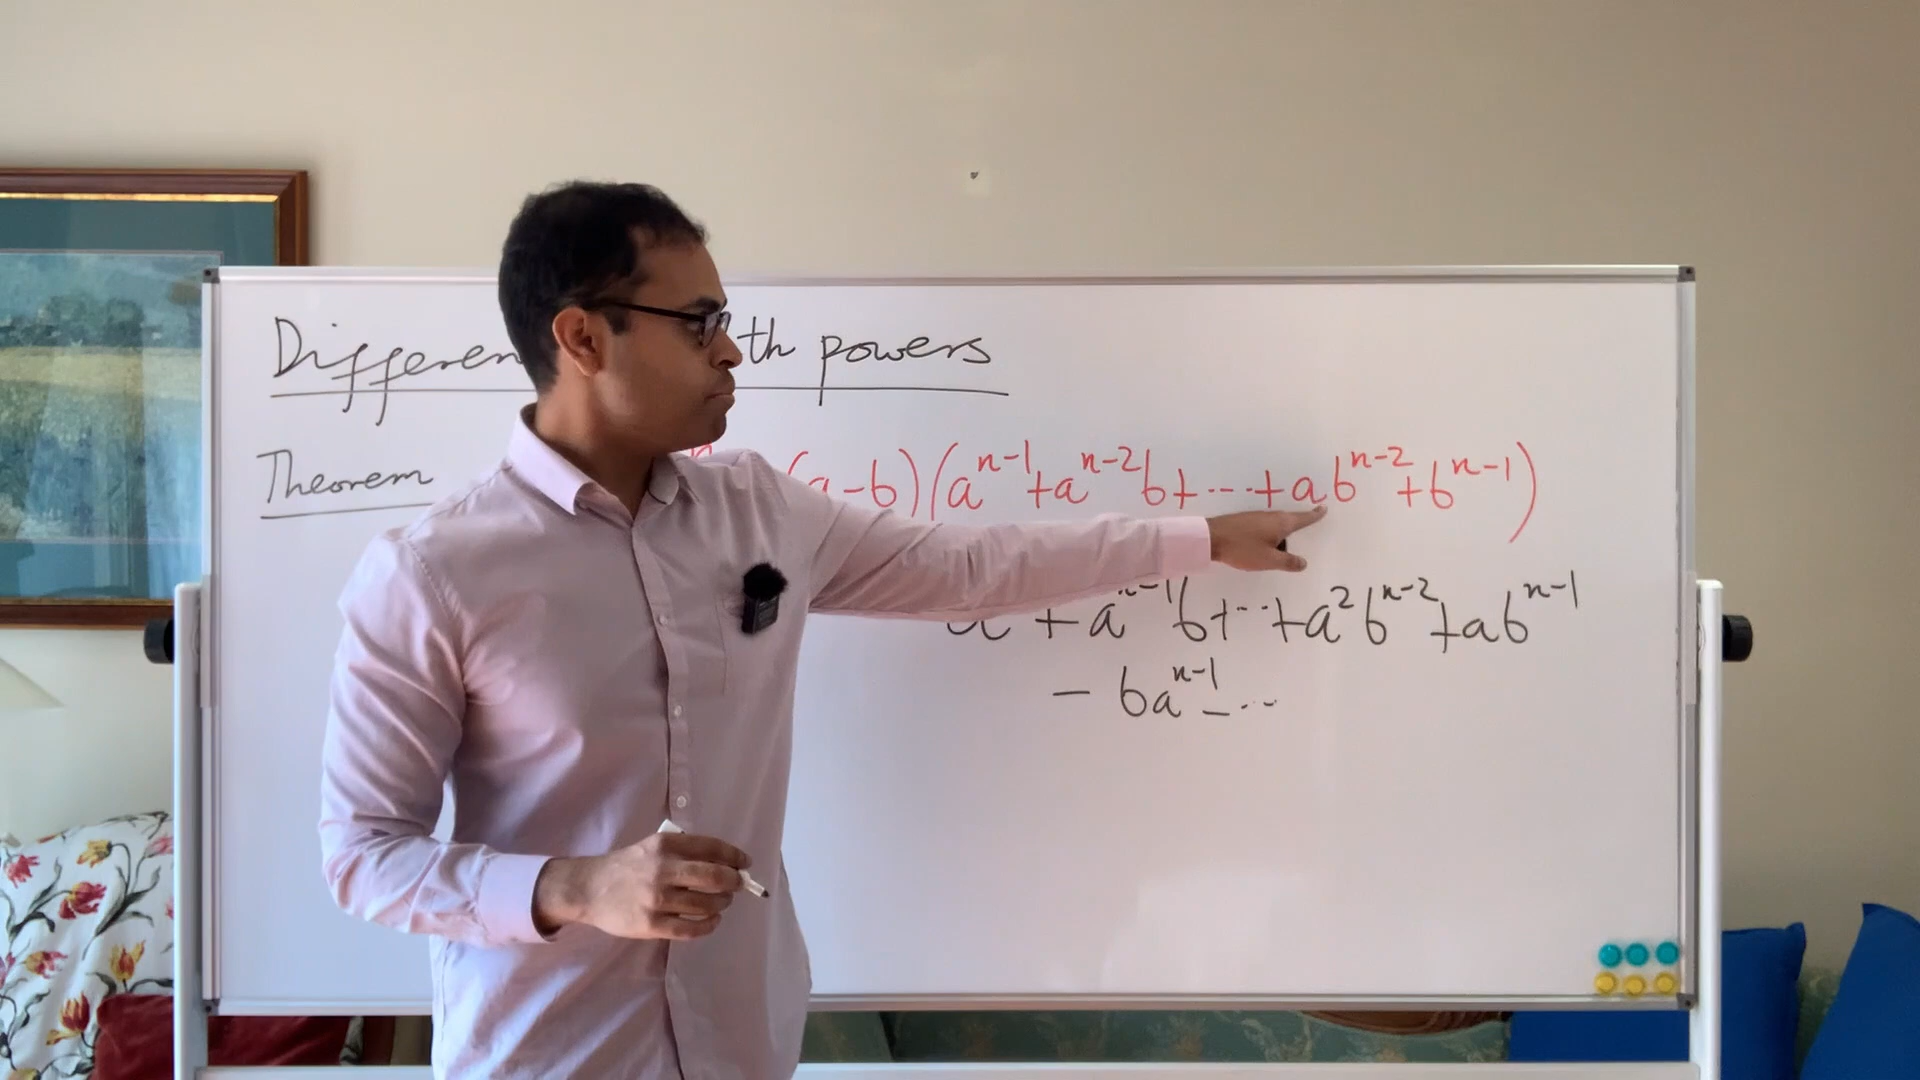 Differen th powers
Theorem (a-b)(a^{n-1}+a^{n-2}b+···+ab^{n-2}+b^{n-1})
+a^{n-1}b+···+a^2b^{n-2}+ab^{n-1}
-ba^{n-1}-···